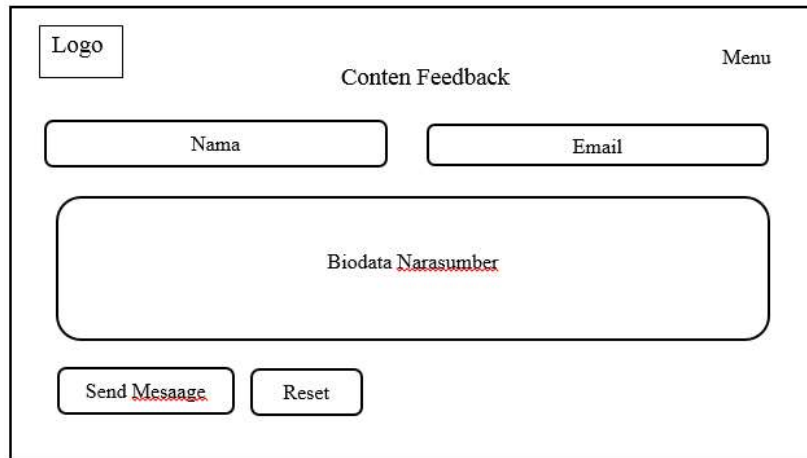 Logo
Menu
Conten Feedback
Nama
Email
Biodata Narasumber
Send Mesaage
Reset